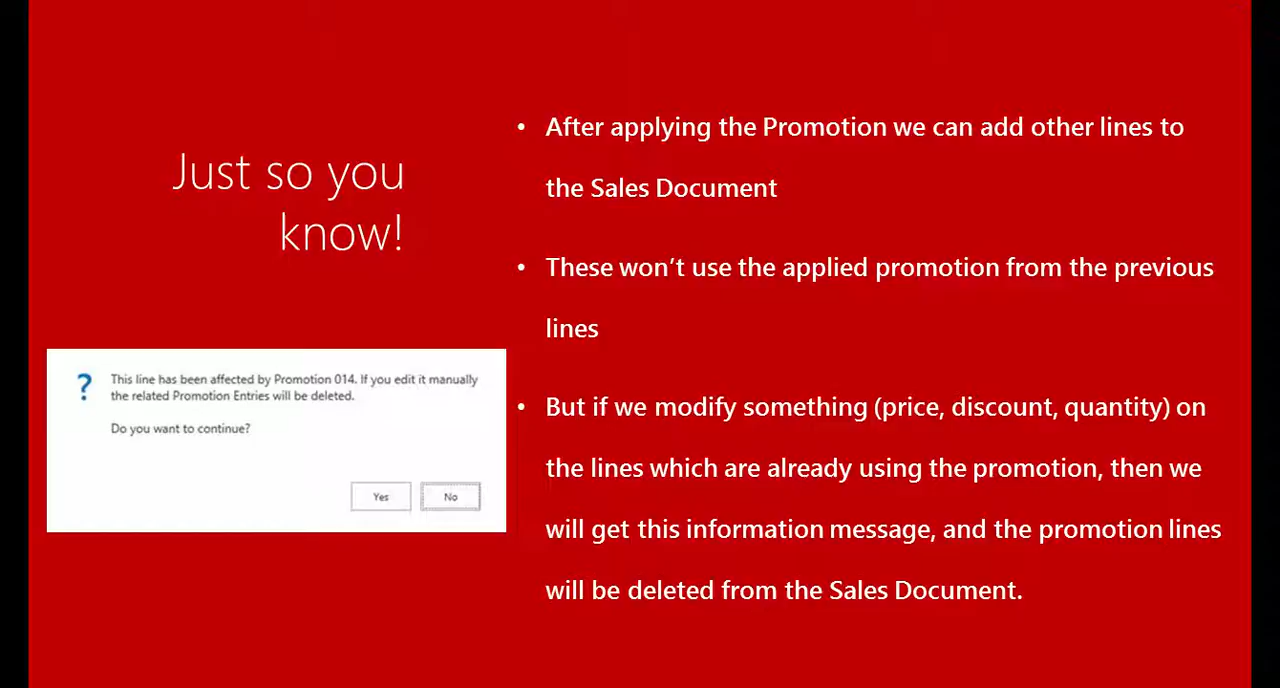 Just so you
know!
This line has been affected by Promotion 014. If you edit it manually
the related Promotion Entries will be deleted.
Do you want to continue?
Yes No
• After applying the Promotion we can add other lines to
the Sales Document
• These won’t use the applied promotion from the previous
lines
• But if we modify something (price, discount, quantity) on
the lines which are already using the promotion, then we
will get this information message, and the promotion lines
will be deleted from the Sales Document.